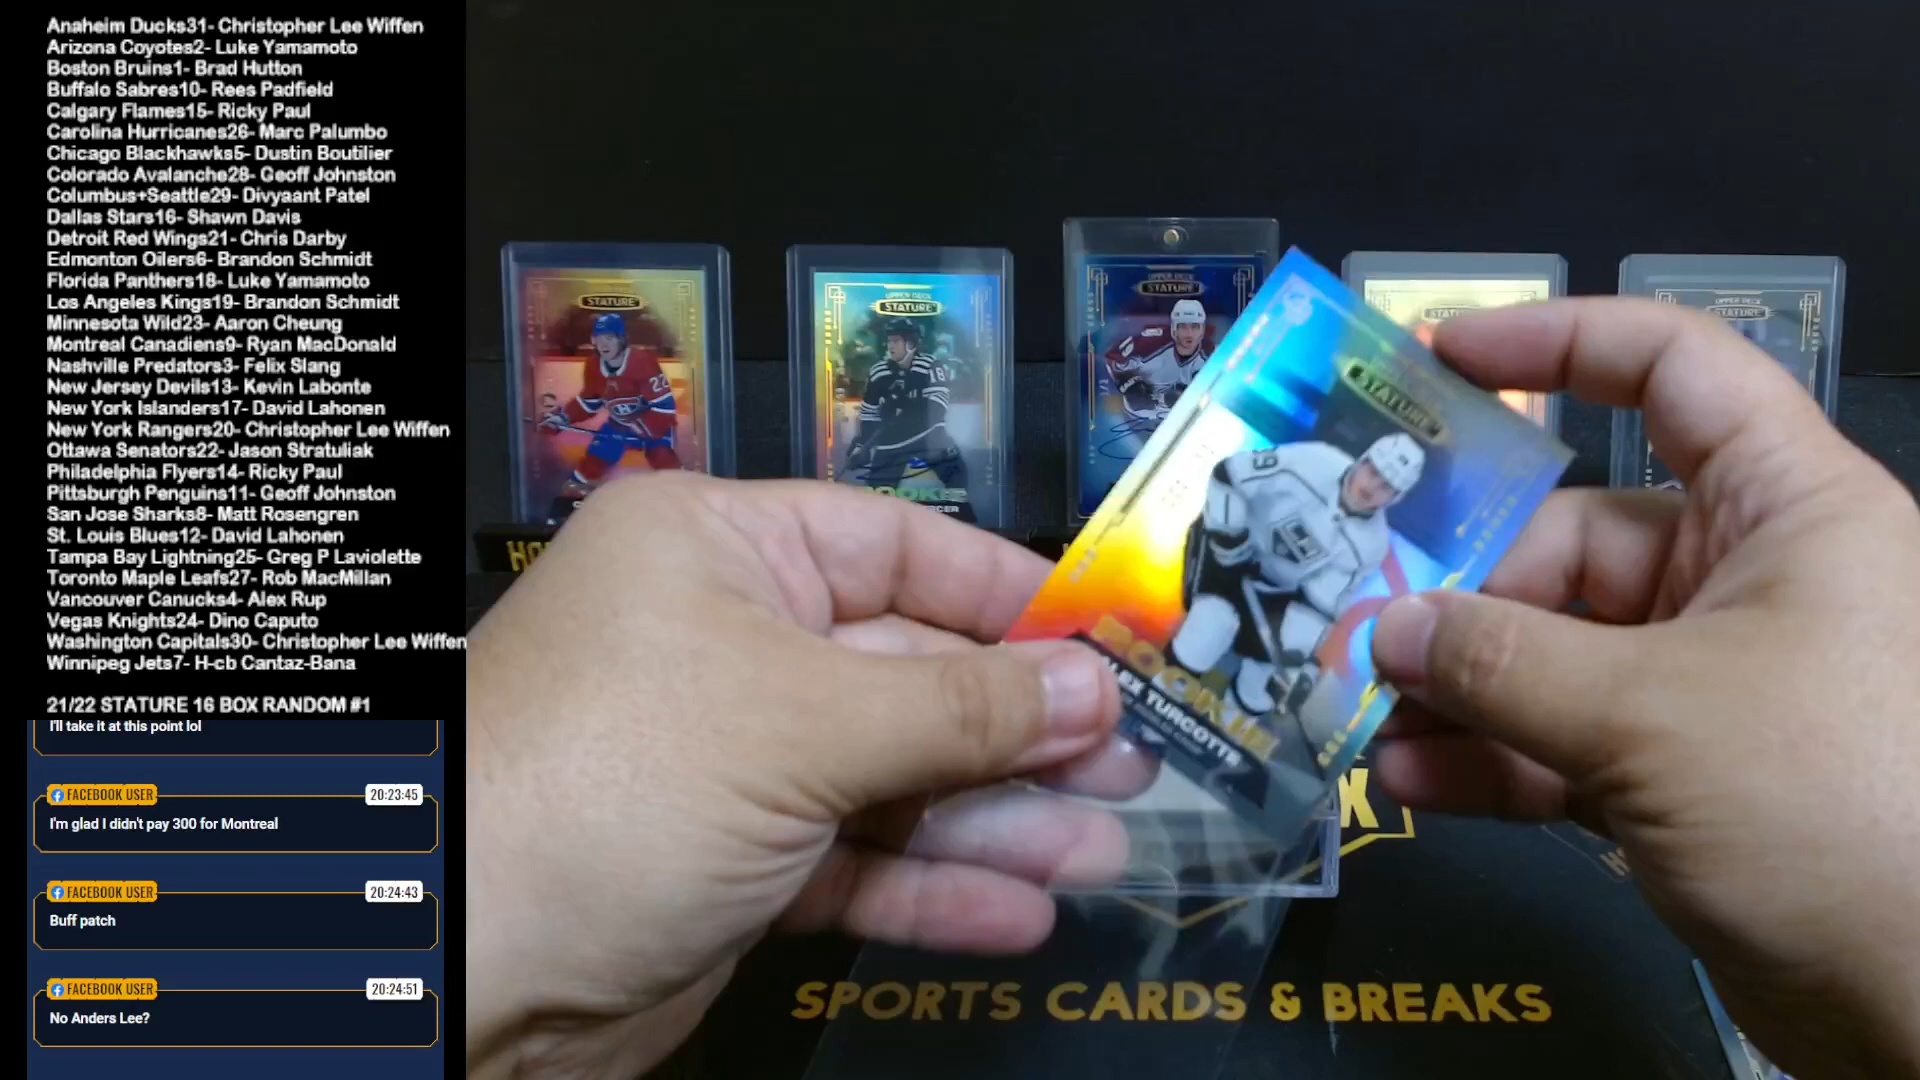 Anaheim Ducks31- Christopher Lee Wiffen
Arizona Coyotes2- Luke Yamamoto
Boston Bruins1- Brad Hutton
Buffalo Sabres10- Rees Padfield
Calgary Flames15- Ricky Paul
Carolina Hurricanes26- Marc Palumbo
Chicago Blackhawks5- Dustin Boutilier
Colorado Avalanche28- Geoff Johnston
Columbus+Seattle29- Divyaant Patel
Dallas Stars16- Shawn Davis
Detroit Red Wings21- Chris Darby
Edmonton Oilers6- Brandon Schmidt
Florida Panthers18- Luke Yamamoto
Los Angeles Kings19- Brandon Schmidt
Minnesota Wild23- Aaron Cheung
Montreal Canadiens9- Ryan MacDonald
Nashville Predators3- Felix Slang
New Jersey Devils13- Kevin Labonte
New York Islanders17- David Lahonen
New York Rangers20- Christopher Lee Wiffen
Ottawa Senators22- Jason Stratuliak
Philadelphia Flyers14- Ricky Paul
Pittsburgh Penguins11- Geoff Johnston
San Jose Sharks8- Matt Rosengren
St. Louis Blues12- David Lahonen
Tampa Bay Lightning25- Greg P Laviolette
Toronto Maple Leafs27- Rob MacMillan
Vancouver Canucks4- Alex Rup
Vegas Knights24- Dino Caputo
Washington Capitals30- Christopher Lee Wiffen
Winnipeg Jets7- H-cb Cantaz-Bana
21/22 STATURE 16 BOX RANDOM #1
I'll take it at this point lol
FACEBOOK USER 20:23:45
I'm glad I didn't pay 300 for Montreal
FACEBOOK USER 20:24:43
Buff patch
FACEBOOK USER 20:24:51
No Anders Lee?
STATURE
22
UPPER DECK
STATURE
18
UPPER DECK
STATURE
19
STATURE
ROOKIE
ALEX TURCOTTE
UPPER DECK
SPORTS CARDS & BREAKS